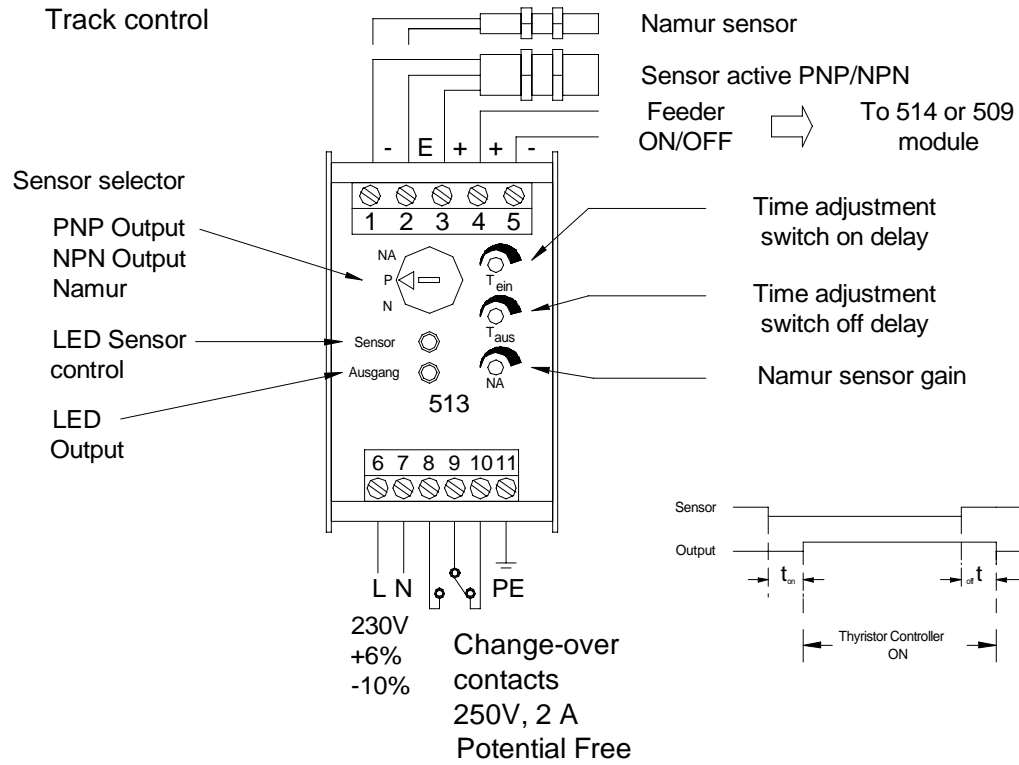 Track control
Namur sensor
Sensor active PNP/NPN
Feeder
ON/OFF
To 514 or 509
module
- E + + -
Sensor selector
1 2 3 4 5
PNP Output
NPN Output
Namur
NA
P
N
T ein
Time adjustment
switch on delay
T aus
Time adjustment
switch off delay
LED Sensor
control
Sensor
Ausgang
NA
Namur sensor gain
513
LED
Output
6 7 8 9 10 11
L N
PE
230V
+6%
-10%
Change-over
contacts
250V, 2 A
Potential Free
Sensor
Output
t on
off t
Thyristor Controller
ON